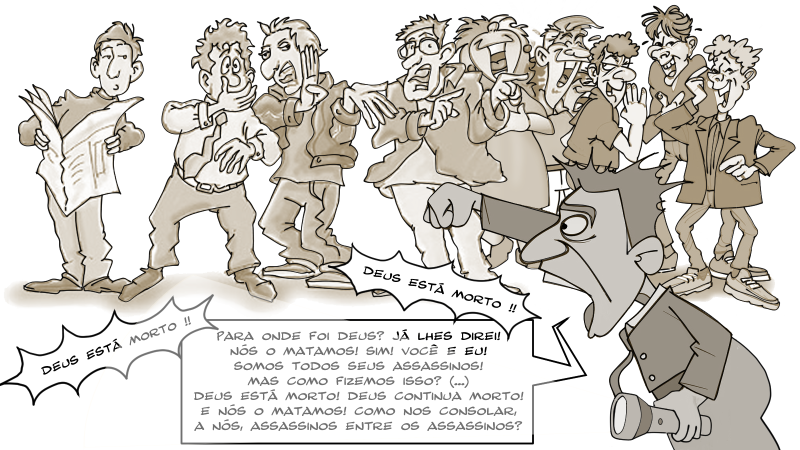 DEUS ESTÁ MORTO !!
DEUS ESTÁ MORTO !!
PARA ONDE FOI DEUS? JÁ LHES DIREI!
NÓS O MATAMOS! SIM! VOCÊ E EU!
SOMOS TODOS SEUS ASSASSINOS!
MAS COMO FIZEMOS ISSO? (...)
DEUS ESTÁ MORTO! DEUS CONTINUA MORTO!
E NÓS O MATAMOS! COMO NOS CONSOLAR,
A NÓS, ASSASSINOS ENTRE OS ASSASSINOS?